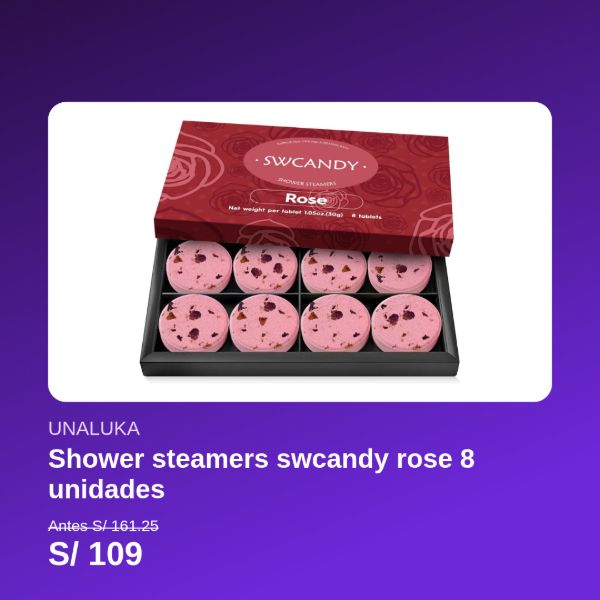 · SWCANDY ·
SHOWER STEAMERS
Rose
Net weight per tablet 1.05oz.(30g) 8 tablets
UNALUKA
Shower steamers swcandy rose 8
unidades
Antes S/ 161.25
S/ 109